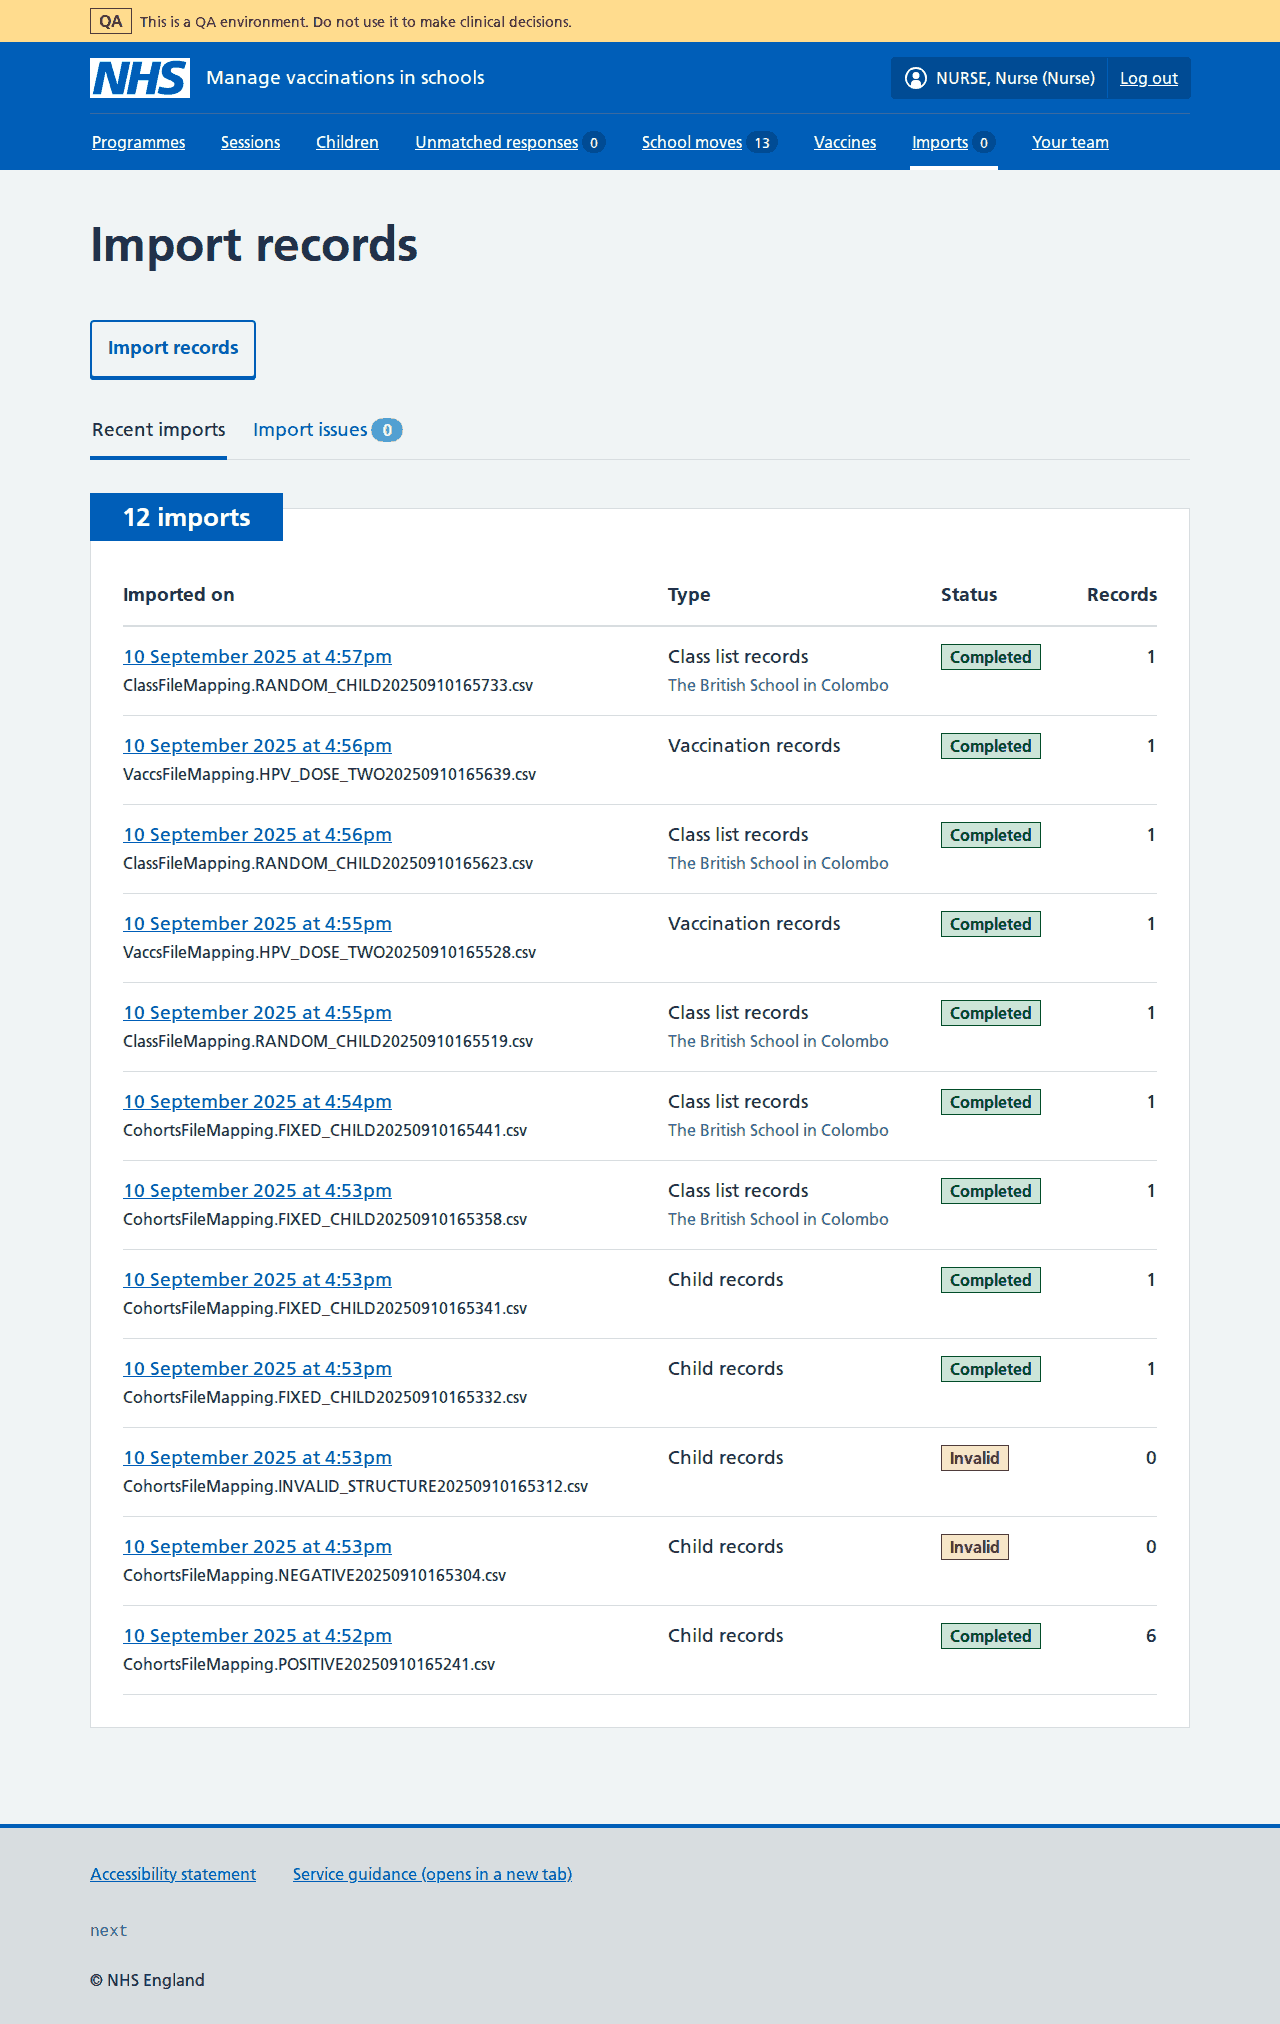 QA This is a QA environment. Do not use it to make clinical decisions.
NHS Manage vaccinations in schools NURSE, Nurse (Nurse) Log out
Programmes Sessions Children Unmatched responses 0 School moves 13 Vaccines Imports 0 Your team
Import records
Import records
Recent imports Import issues 0
12 imports
Imported on Type Status Records
10 September 2025 at 4:57pm Class list records Completed 1
ClassFileMapping.RANDOM_CHILD20250910165733.csv The British School in Colombo
10 September 2025 at 4:56pm Vaccination records Completed 1
VaccsFileMapping.HPV_DOSE_TWO20250910165639.csv
10 September 2025 at 4:56pm Class list records Completed 1
ClassFileMapping.RANDOM_CHILD20250910165623.csv The British School in Colombo
10 September 2025 at 4:55pm Vaccination records Completed 1
VaccsFileMapping.HPV_DOSE_TWO20250910165528.csv
10 September 2025 at 4:55pm Class list records Completed 1
ClassFileMapping.RANDOM_CHILD20250910165519.csv The British School in Colombo
10 September 2025 at 4:54pm Class list records Completed 1
CohortsFileMapping.FIXED_CHILD20250910165441.csv The British School in Colombo
10 September 2025 at 4:53pm Class list records Completed 1
CohortsFileMapping.FIXED_CHILD20250910165358.csv The British School in Colombo
10 September 2025 at 4:53pm Child records Completed 1
CohortsFileMapping.FIXED_CHILD20250910165341.csv
10 September 2025 at 4:53pm Child records Completed 1
CohortsFileMapping.FIXED_CHILD20250910165332.csv
10 September 2025 at 4:53pm Child records Invalid 0
CohortsFileMapping.INVALID_STRUCTURE20250910165312.csv
10 September 2025 at 4:53pm Child records Invalid 0
CohortsFileMapping.NEGATIVE20250910165304.csv
10 September 2025 at 4:52pm Child records Completed 6
CohortsFileMapping.POSITIVE20250910165241.csv
Accessibility statement Service guidance (opens in a new tab)
next
© NHS England